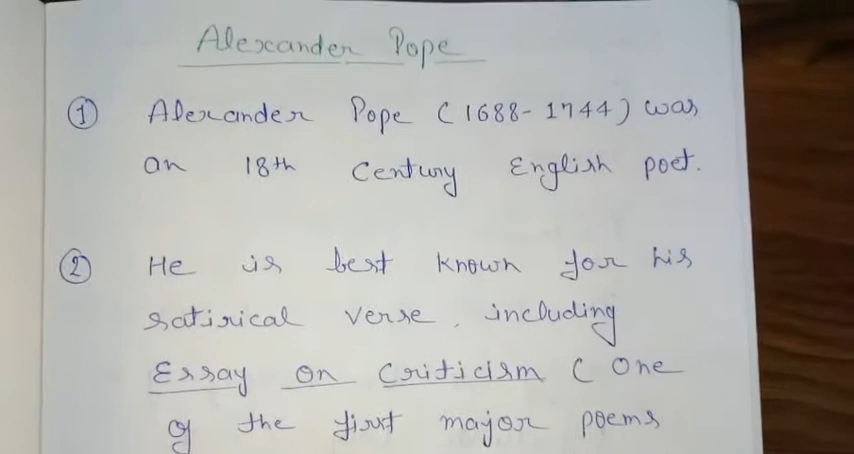 Alexander Pope
① Alexander Pope (1688-1744) was
an 18th Century English poet.
② He is best known for his
satirical verse, including
Essay on Criticism ( One
of the first major poems